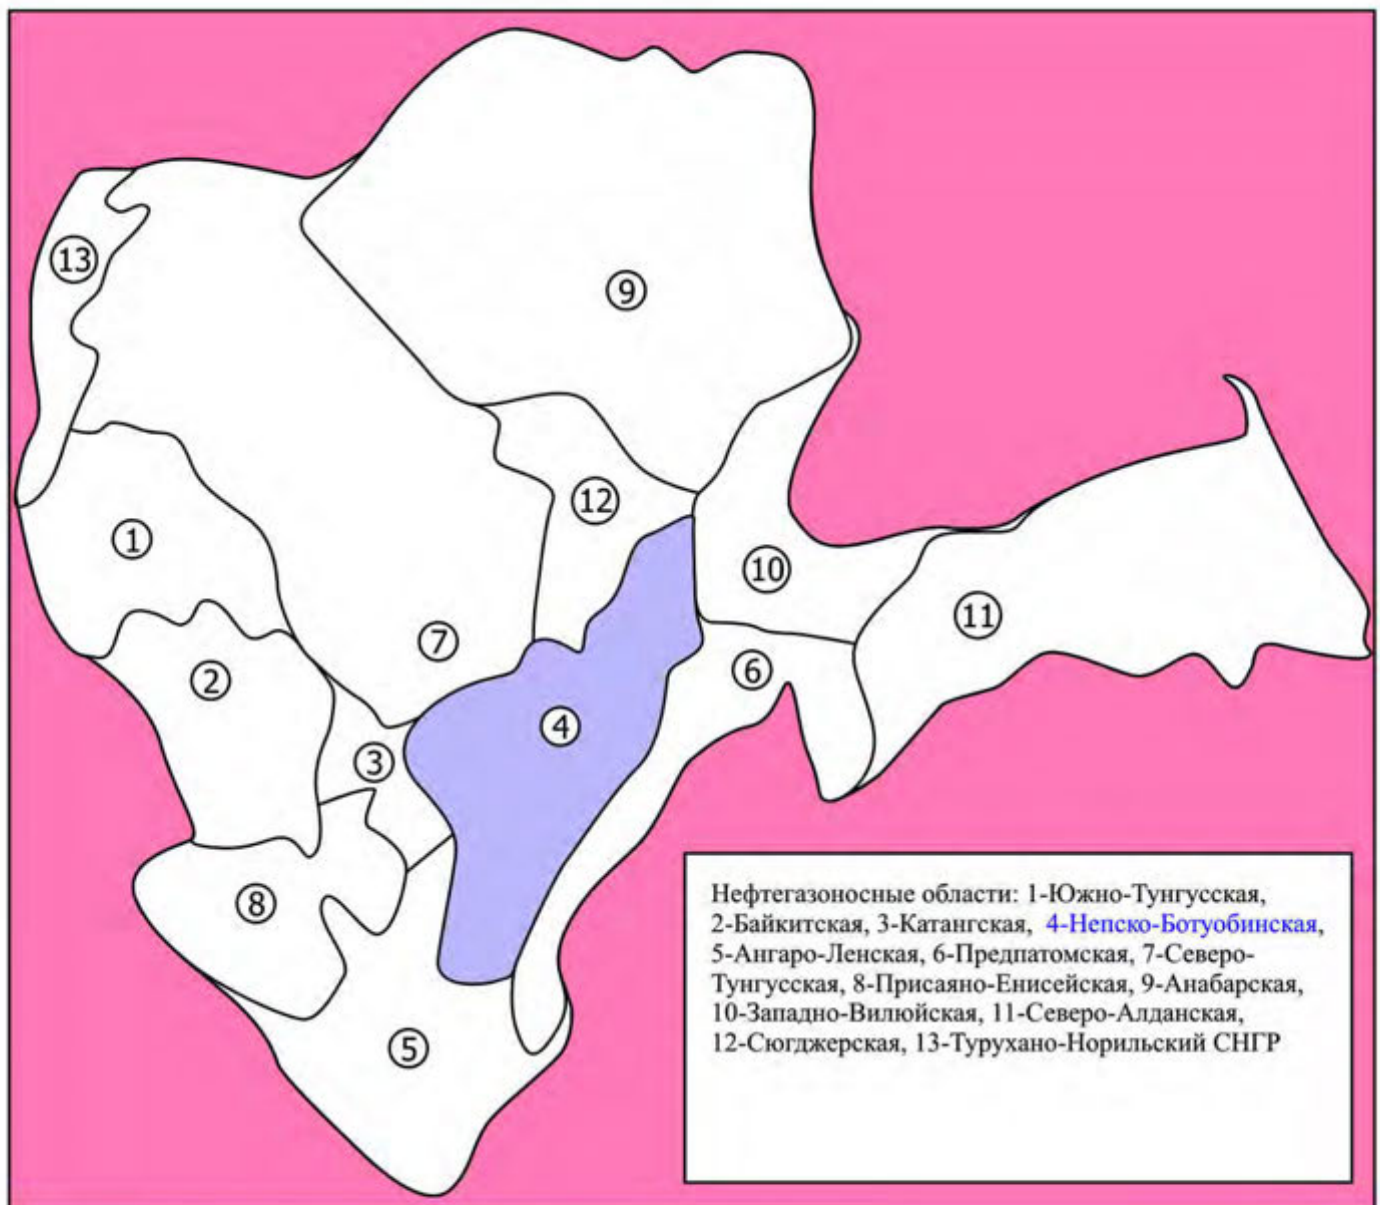 13
9
12
1
10
11
7
6
2
4
3
8
5
Нефтегазоносные области: 1-Южно-Тунгусская,
2-Байкитская, 3-Катангская, 4-Непско-Ботуобинская,
5-Ангаро-Ленская, 6-Предпатомская, 7-Северо-
Тунгусская, 8-Присаяно-Енисейская, 9-Анабарская,
10-Западно-Вилюйская, 11-Северо-Алданская,
12-Сюгджерская, 13-Турухано-Норильский СНГР